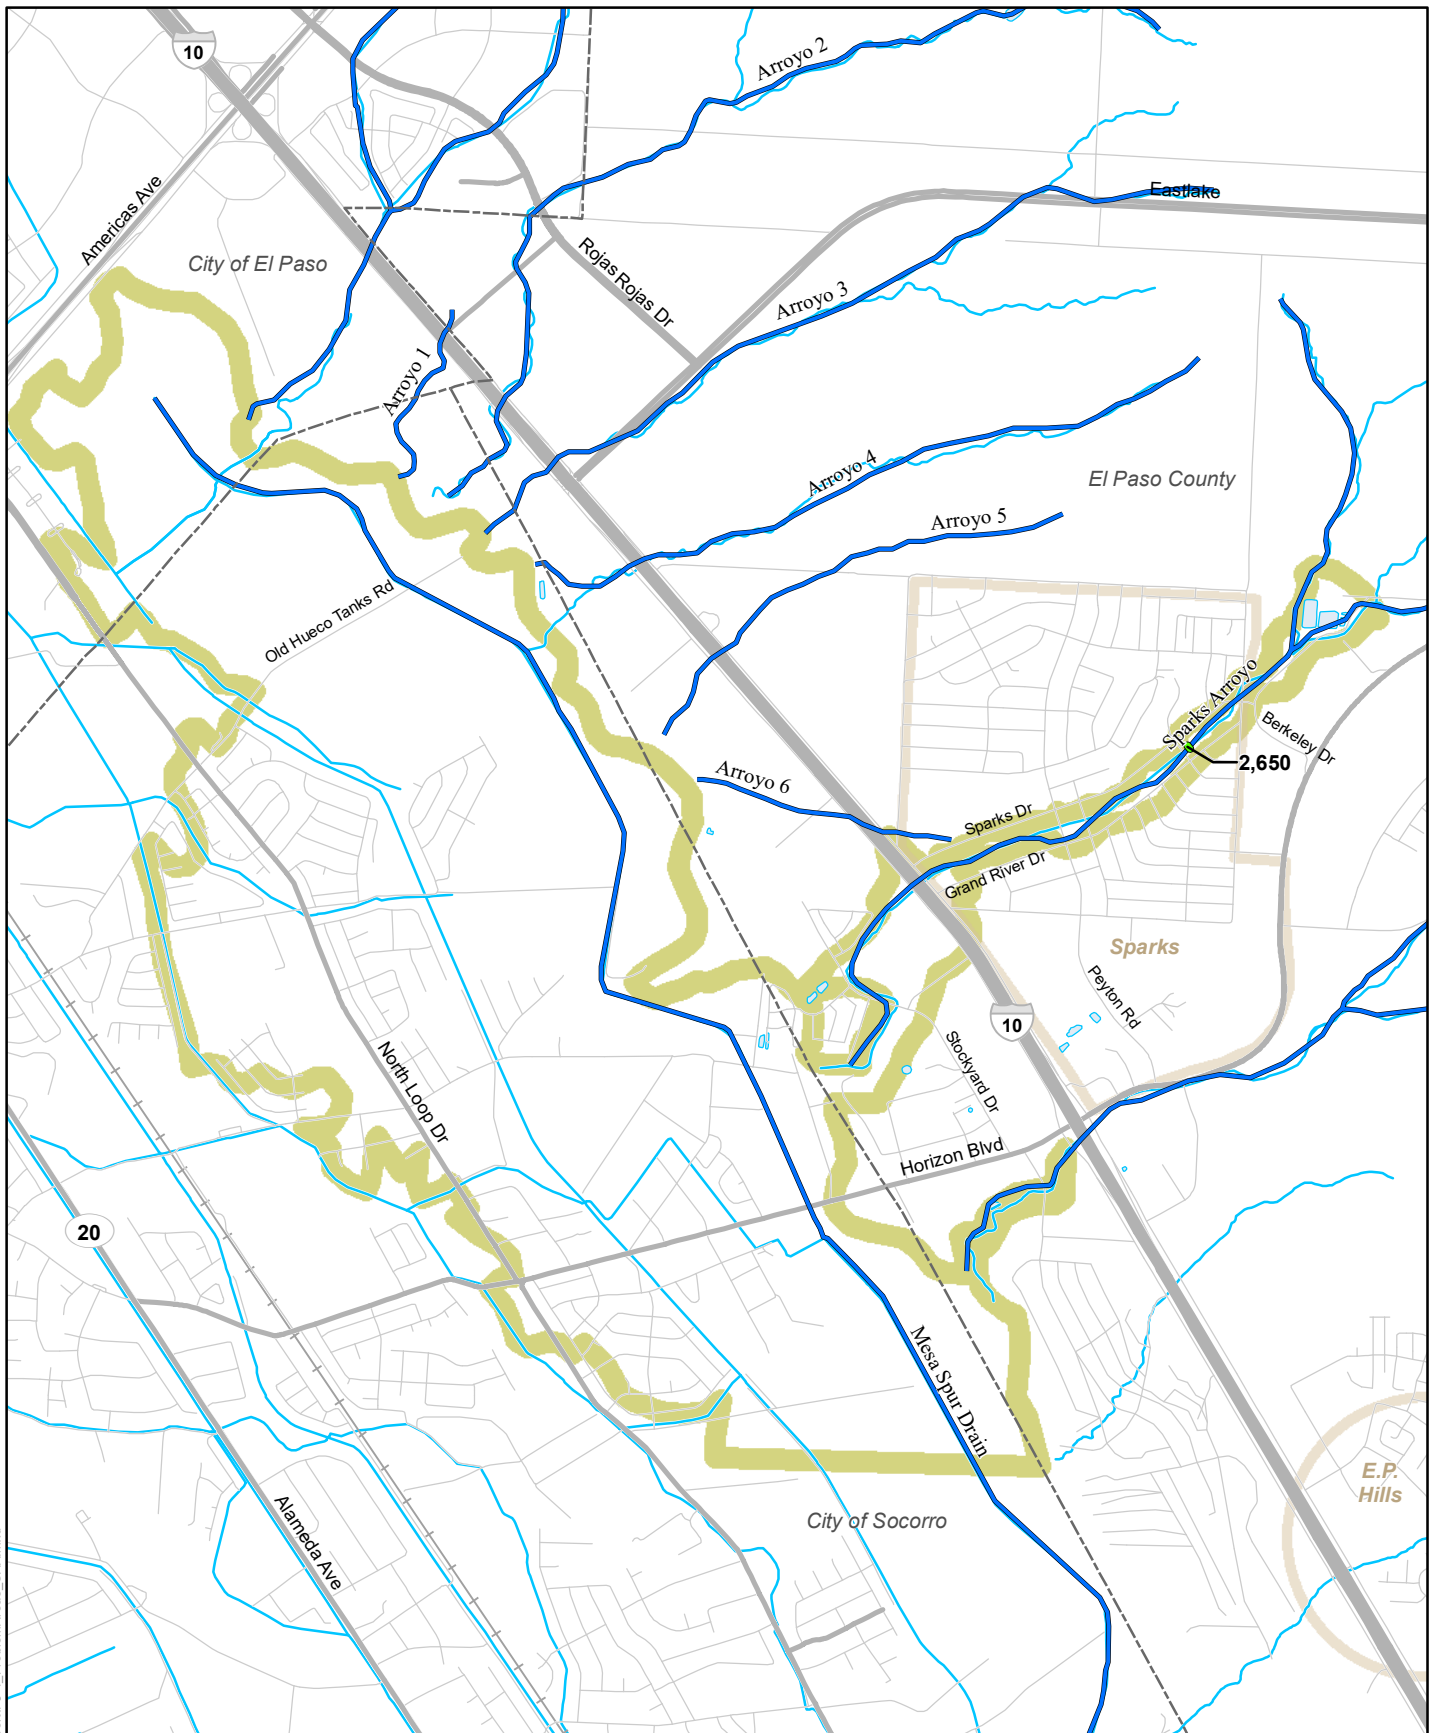 10
Arroyo 2
Americas Ave
Eastlake
City of El Paso
Rojas Rojas Dr
Arroyo 3
Arroyo 1
Arroyo 4
El Paso County
Arroyo 5
Old Hueco Tanks Rd
Sparks Arroyo
Berkeley Dr
2,650
Arroyo 6
Sparks Dr
Grand River Dr
Sparks
Peyton Rd
10
Stockyard Dr
North Loop Dr
Horizon Blvd
20
Mesa Spur Drain
E.P.
Hills
City of Socorro
Alameda Ave